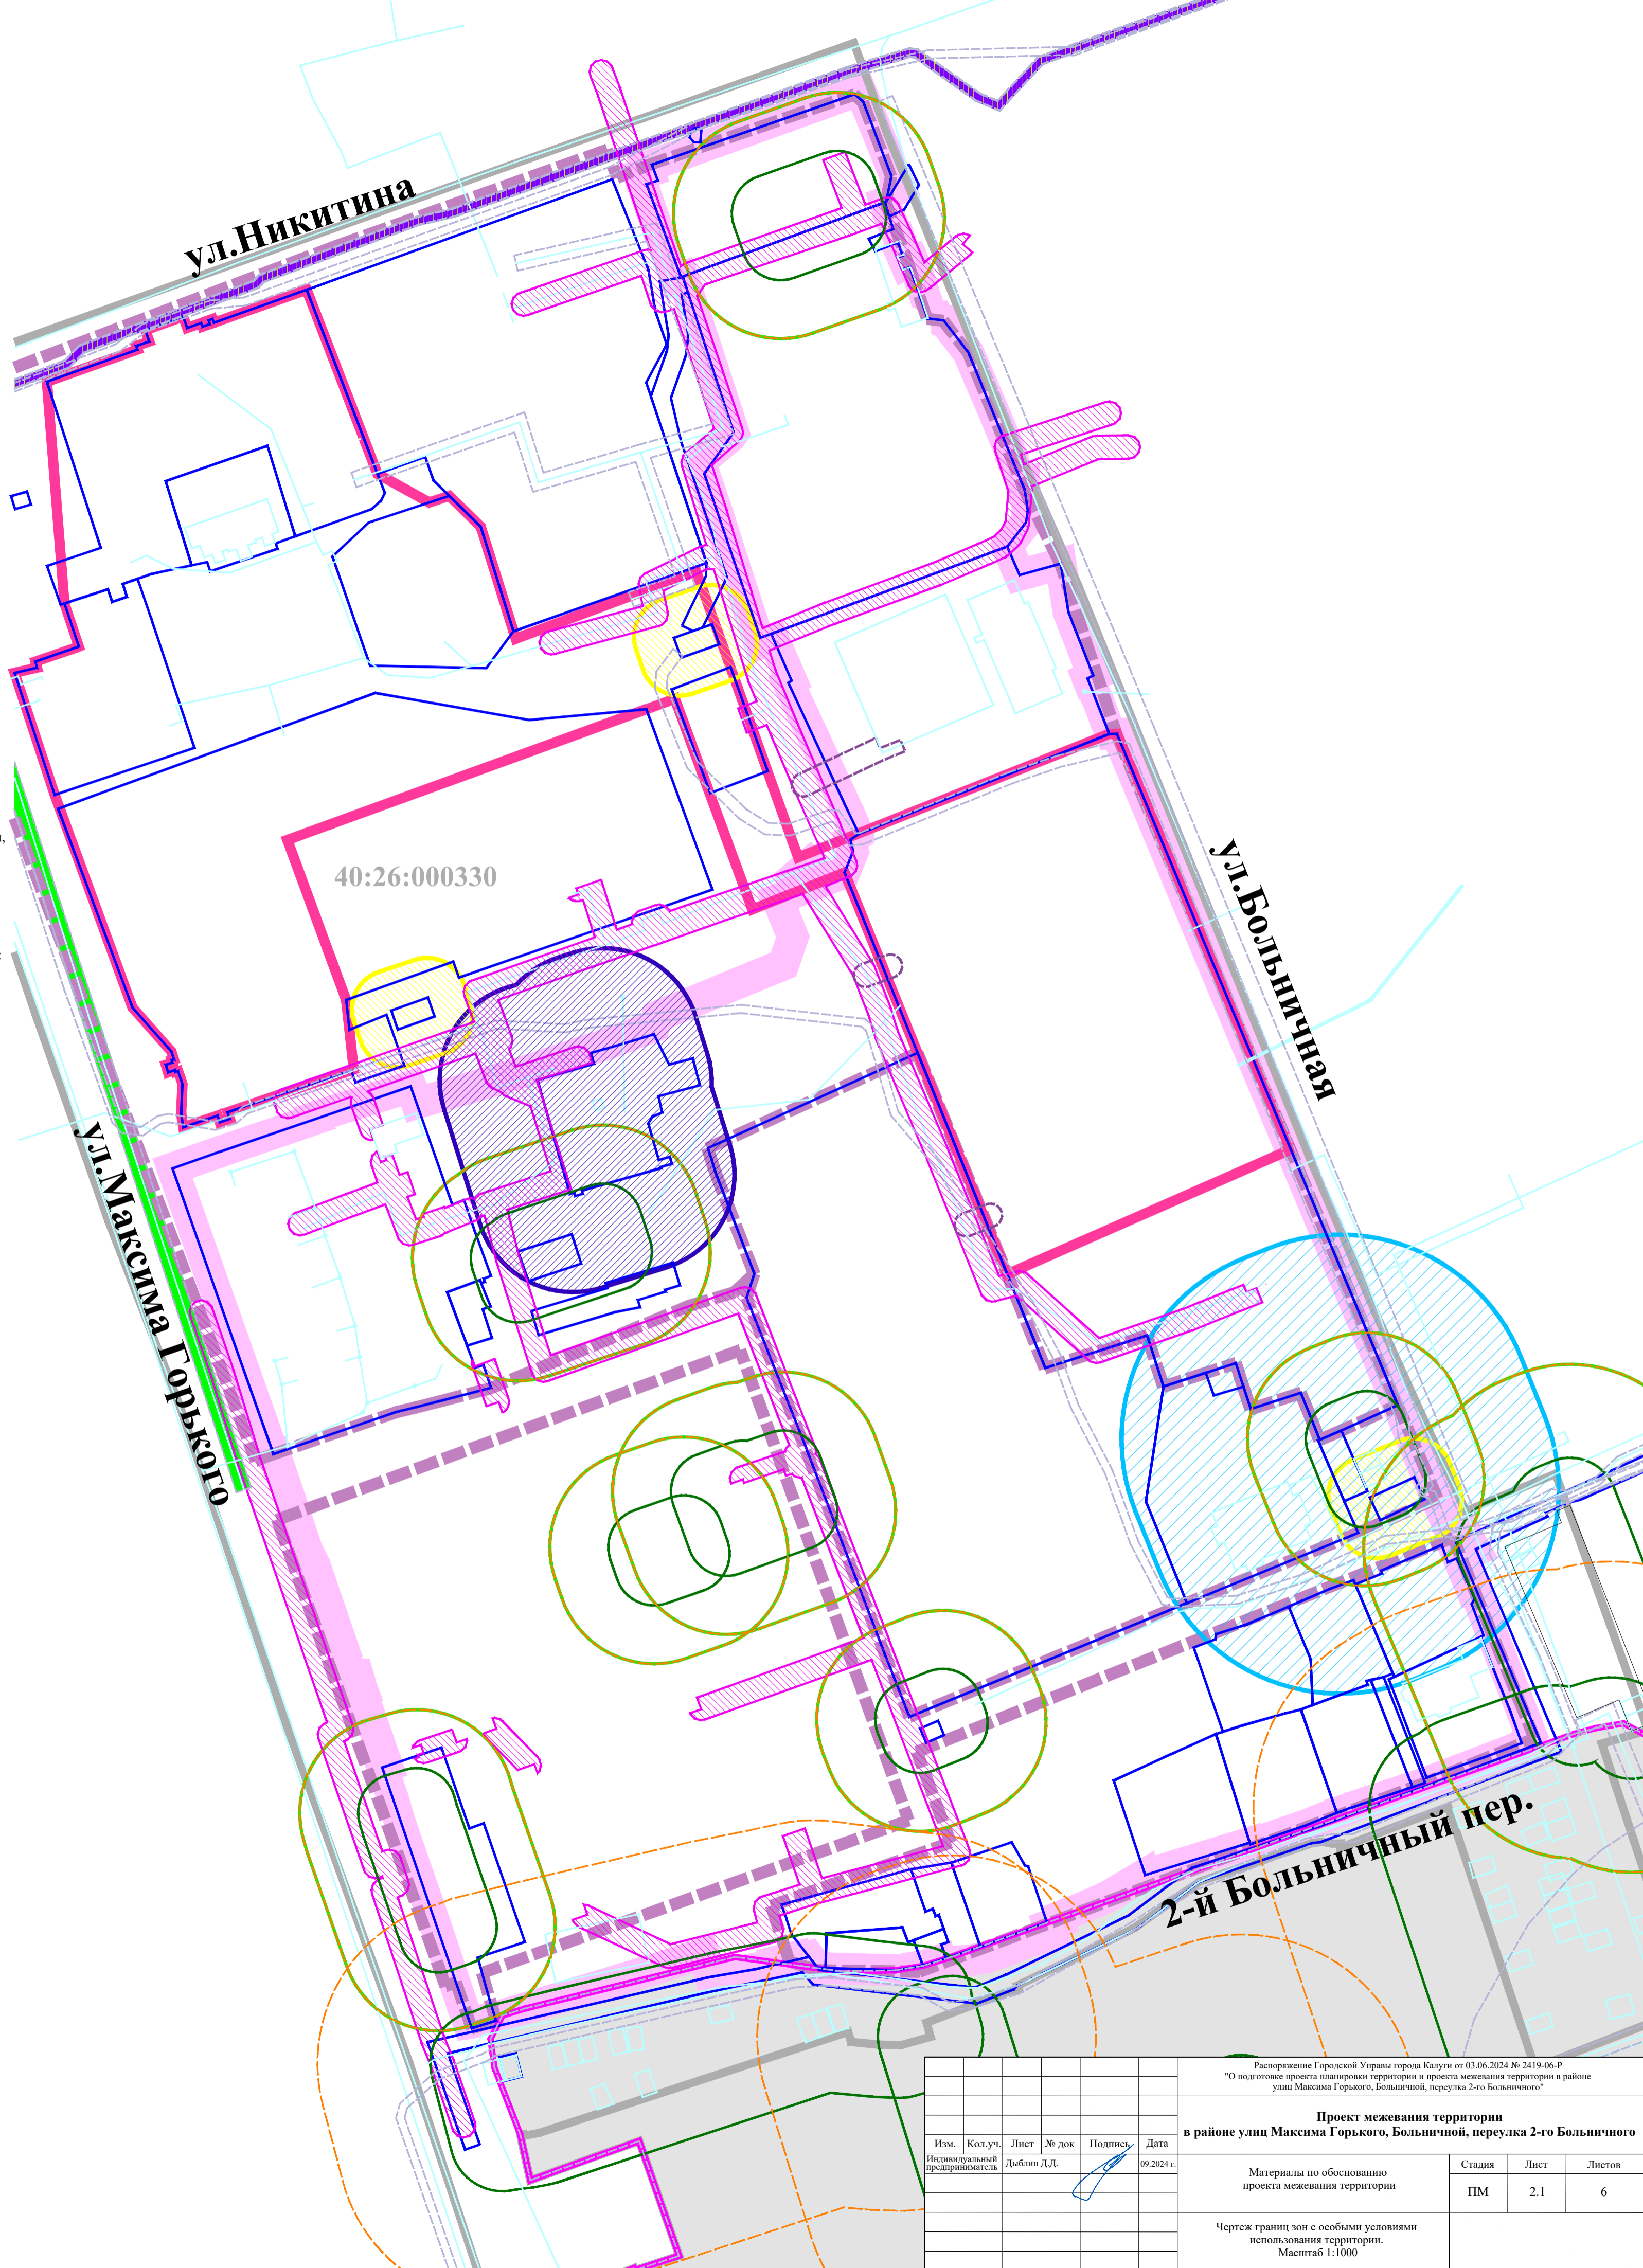 ул.Никитина
40:26:000330
ул.Больничная
ул.Максима Горького
2-й Больничный пер.
Распоряжение Городской Управы города Калуги от 03.06.2024 № 2419-06-Р
"О подготовке проекта планировки территории и проекта межевания территории в районе
улиц Максима Горького, Больничной, переулка 2-го Больничного"
Проект межевания территории
в районе улиц Максима Горького, Больничной, переулка 2-го Больничного
Изм. Кол.уч. Лист № док Подпись Дата
Индивидуальный
предприниматель Дыблин Д.Д. 09.2024 г.
Материалы по обоснованию
проекта межевания территории
Стадия Лист Листов
ПМ 2.1 6
Чертеж границ зон с особыми условиями
использования территории.
Масштаб 1:1000